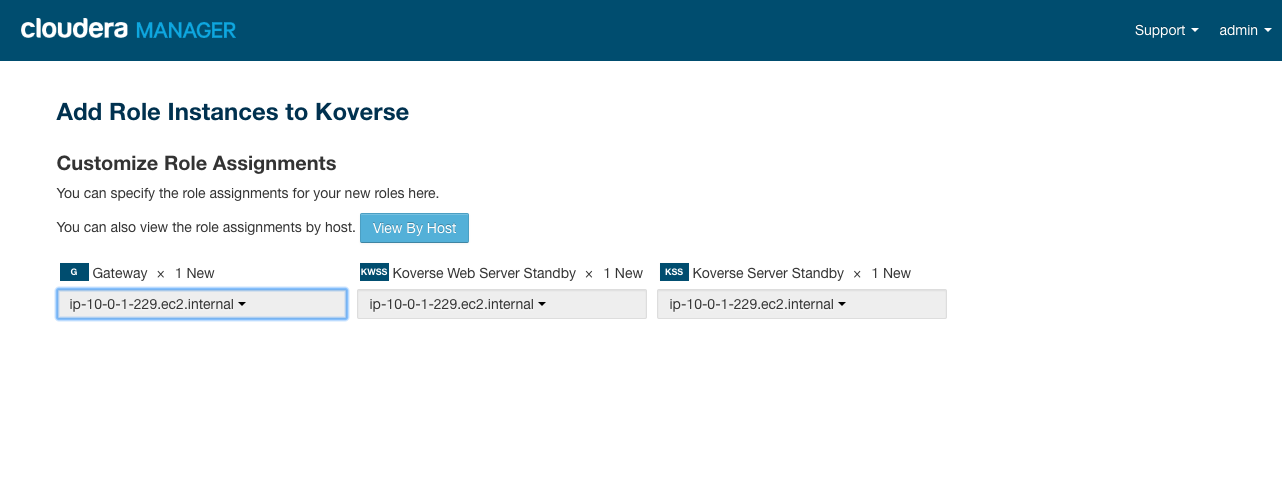 cloudera MANAGER Support admin
Add Role Instances to Koverse
Customize Role Assignments
You can specify the role assignments for your new roles here.
You can also view the role assignments by host. View By Host
G Gateway × 1 New KWSS Koverse Web Server Standby × 1 New KSS Koverse Server Standby × 1 New
ip-10-0-1-229.ec2.internal ip-10-0-1-229.ec2.internal ip-10-0-1-229.ec2.internal